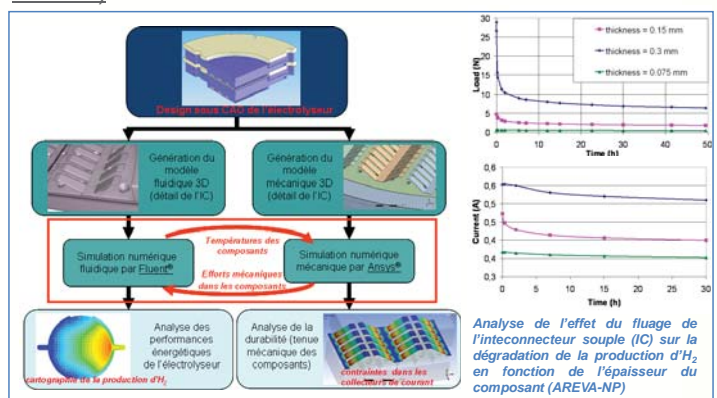 Design sous CAO de l'électrolyseur
Génération du
modèle
fluidique 3D
(détail de l'IC)
Génération du
modèle
mécanique 3D
(détail de l'IC)
Températures des
composants
Simulation numérique
fluidique par Fluent®
Simulation numérique
mécanique par Ansys®
Efforts mécaniques
dans les composants
Analyse des
performances
énergétiques
de l'électrolyseur
cartographie de la production d'H₂
Analyse de la
durabilité (tenue
mécanique des
composants)
contraintes dans les
collecteurs de courant
Load (N)
30
25
20
15
10
5
0
0 10 20 30 40 50
Time (h)
thickness = 0.15 mm
thickness = 0.3 mm
thickness = 0.075 mm
Current (A)
0,6
0,6
0,5
0,5
0,4
0,4
0,3
0 5 10 15 20 25 30
Time (h)
Analyse de l'effet du fluage de
l'inteconnecteur souple (IC) sur la
dégradation de la production d'H₂
en fonction de l'épaisseur du
composant (AREVA-NP)